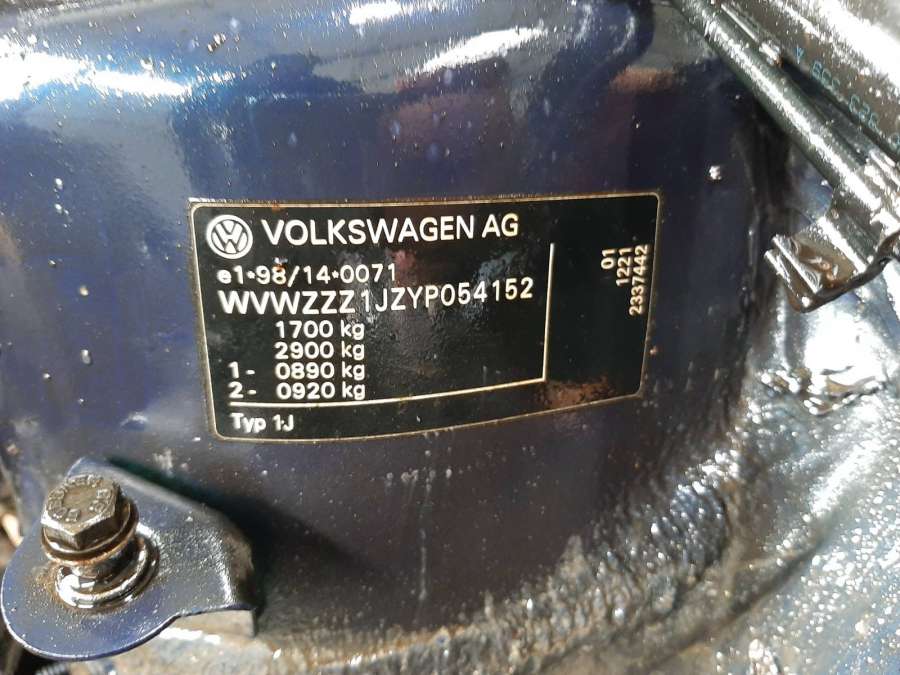 VOLKSWAGEN AG
e1*98/14*0071
WVWZZZ1JZYP054152
1700 kg
2900 kg
1- 0890 kg
2- 0920 kg
Typ 1J
01
1221
2337442